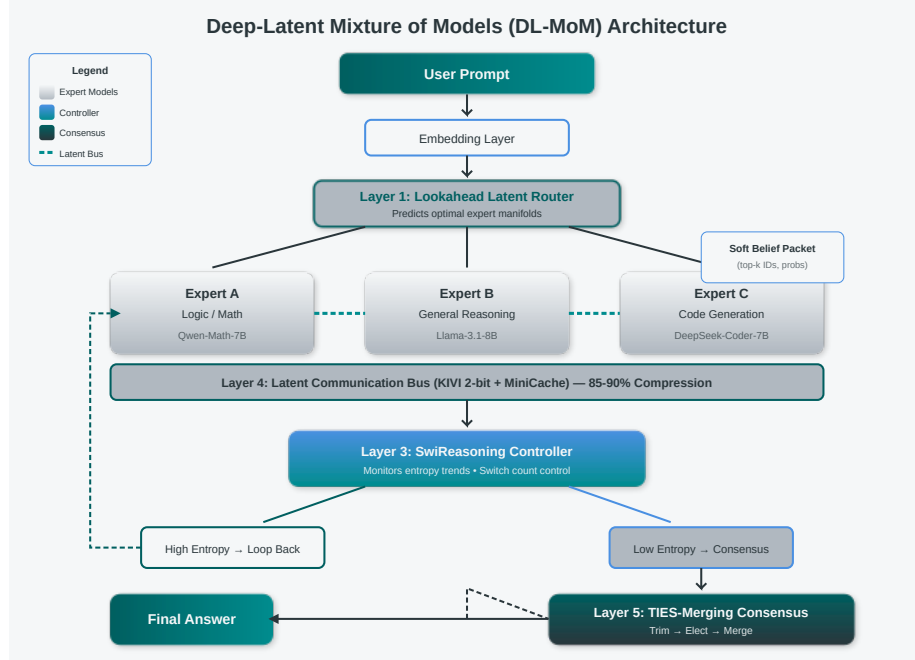 Deep-Latent Mixture of Models (DL-MoM) Architecture
Legend
Expert Models
Controller
Consensus
Latent Bus
User Prompt
Embedding Layer
Layer 1: Lookahead Latent Router
Predicts optimal expert manifolds
Soft Belief Packet
(top-k IDs, probs)
Expert A
Logic / Math
Qwen-Math-7B
Expert B
General Reasoning
Llama-3.1-8B
Expert C
Code Generation
DeepSeek-Coder-7B
Layer 4: Latent Communication Bus (KIVI 2-bit + MiniCache) — 85-90% Compression
Layer 3: SwiReasoning Controller
Monitors entropy trends • Switch count control
High Entropy → Loop Back
Low Entropy → Consensus
Final Answer
Layer 5: TIES-Merging Consensus
Trim → Elect → Merge